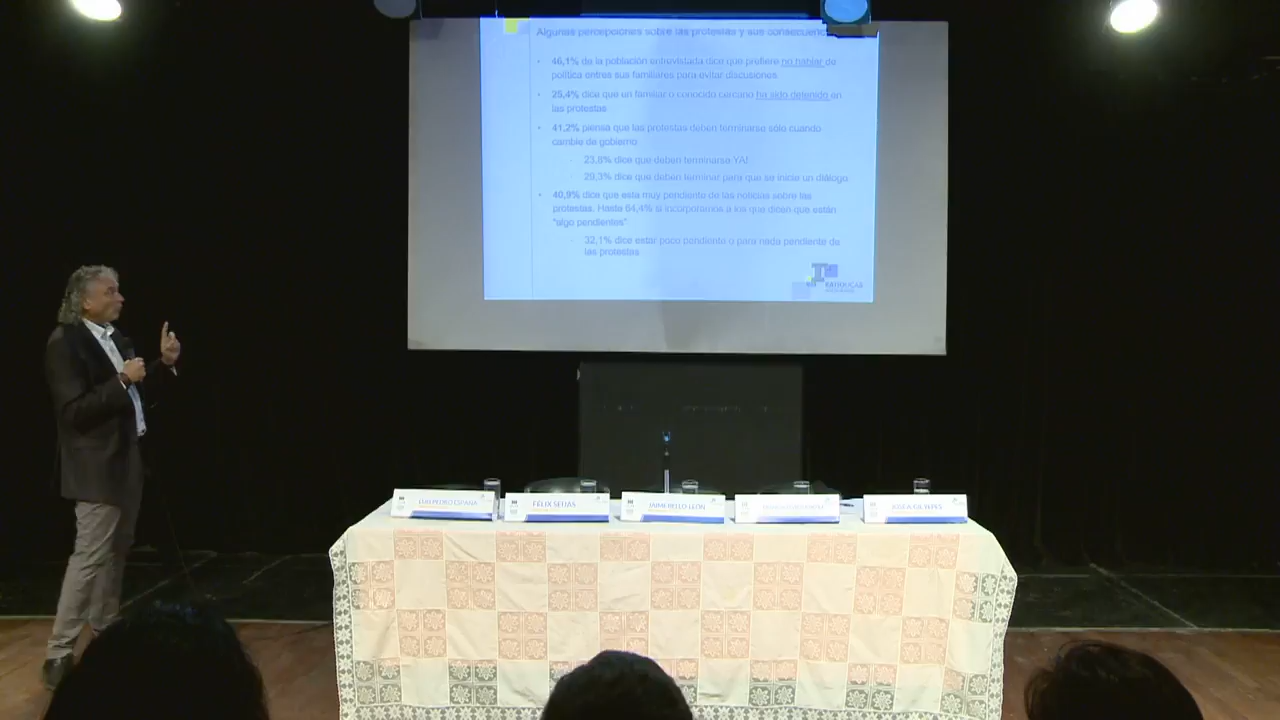 Algunas percepciones sobre las protestas y sus
46,1% de la población entrevistada dice que prefiere no hablar de
política entres sus familiares para evitar discusiones.
25,4% dice que un familiar o conocido cercano ha sido detenido en
las protestas
41,2% piensa que las protestas deben terminarse sólo cuando
cambie de gobierno
23,8% dice que deben terminarse YA!
29,3% dice que deben terminar para que se inicie un diálogo
40,9% dice que esta muy pendiente de las noticias sobre las
protestas. Hasta 64,4% si incorporamos a los que dicen que están
"algo pendientes"
32,1% dice estar poco pendiente o para nada pendiente de
las protestas
LUIS PEDRO ESPAÑA
FÉLIX SEIJAS
LEÓN